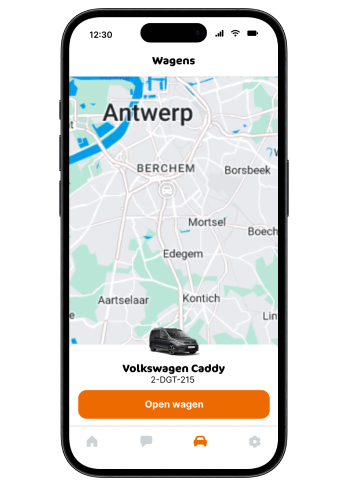 12:30
Wagens
Antwerp
BERCHEM
Borsbeek
Mortsel
Boech
Edegem
Aartselaar
Kontich
Lin
Volkswagen Caddy
2-DGT-215
Open wagen